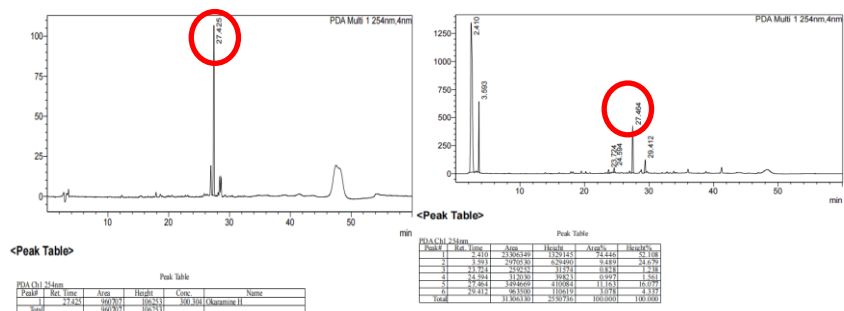 PDA Multi 1 254nm,4nm
100
75
50
25
0
27.425
10
20
30
40
50
min
<Peak Table>
Peak Table
PDA Ch1 254nm
Peak# Ret. Time Area Height Conc. Name
1 27.425 960707 106253 300.304 Okaramine H
Total 960707 106253
PDA Multi 1 254nm,4nm
1250
1000
750
500
250
0
2.410
3.593
23.724
24.594
27.464
29.412
10
20
30
40
50
min
<Peak Table>
Peak Table
PDA Ch1 254nm
Peak# Ret. Time Area Height Area% Height%
1 2.410 23306349 1329145 74.446 52.108
2 3.593 2970530 629490 9.489 24.679
3 23.724 259252 31574 0.828 1.238
4 24.594 312030 39823 0.997 1.561
5 27.464 3494669 410084 11.163 16.077
6 29.412 963500 110619 3.078 4.337
Total 31306330 2550736 100.000 100.000